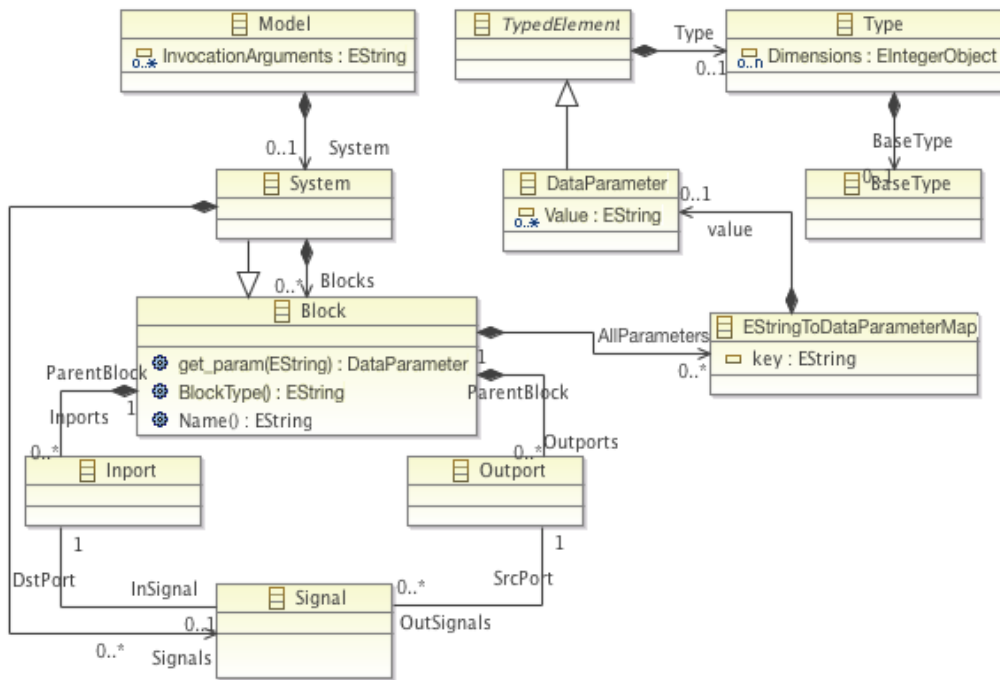 Model
InvocationArguments : EString
0..*
TypedElement
Type
0..1
Type
Dimensions : EIntegerObject
0..n
0..1
System
BaseType
0..1
System
DataParameter
Value : EString
0..*
0..1
value
BaseType
0..*
Blocks
Block
get_param(EString) : DataParameter
BlockType() : EString
Name() : EString
AllParameters
0..*
1
EStringToDataParameterMap
key : EString
ParentBlock
1
Inports
0..*
ParentBlock
Outports
0..*
Inport
Outport
1
DstPort
InSignal
0..1
1
SrcPort
0..*
OutSignals
Signal
0..*
Signals